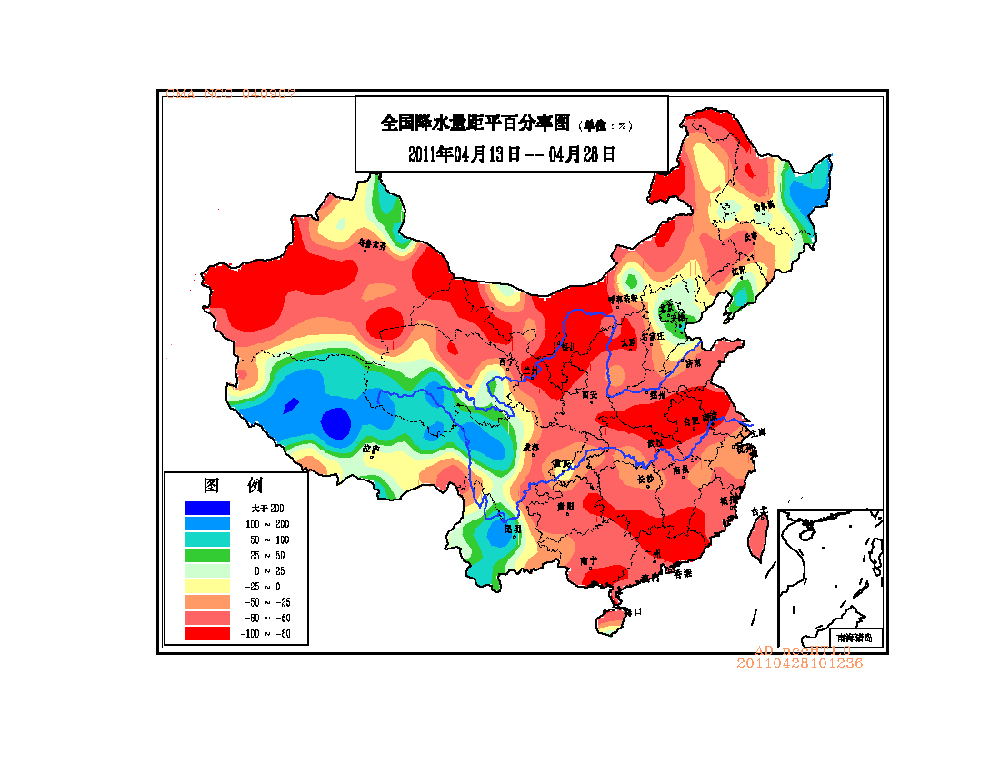 CMA NCC 040902
全国降水量距平百分率图 (单位：%)
2011年04月13日 -- 04月28日
哈尔滨
长春
乌鲁木齐
沈阳
呼和浩特
北京
天津
银川
太原
石家庄
济南
西宁
兰州
西安
郑州
合肥
南京
上海
拉萨
成都
武汉
杭州
重庆
长沙
南昌
贵阳
福州
台北
昆明
广州
南宁
澳门
香港
海口
图 例
大于200
100 ~ 200
50 ~ 100
25 ~ 50
0 ~ 25
-25 ~ 0
-50 ~ -25
-80 ~ -50
-100 ~ -80
南海诸岛
20110428101236